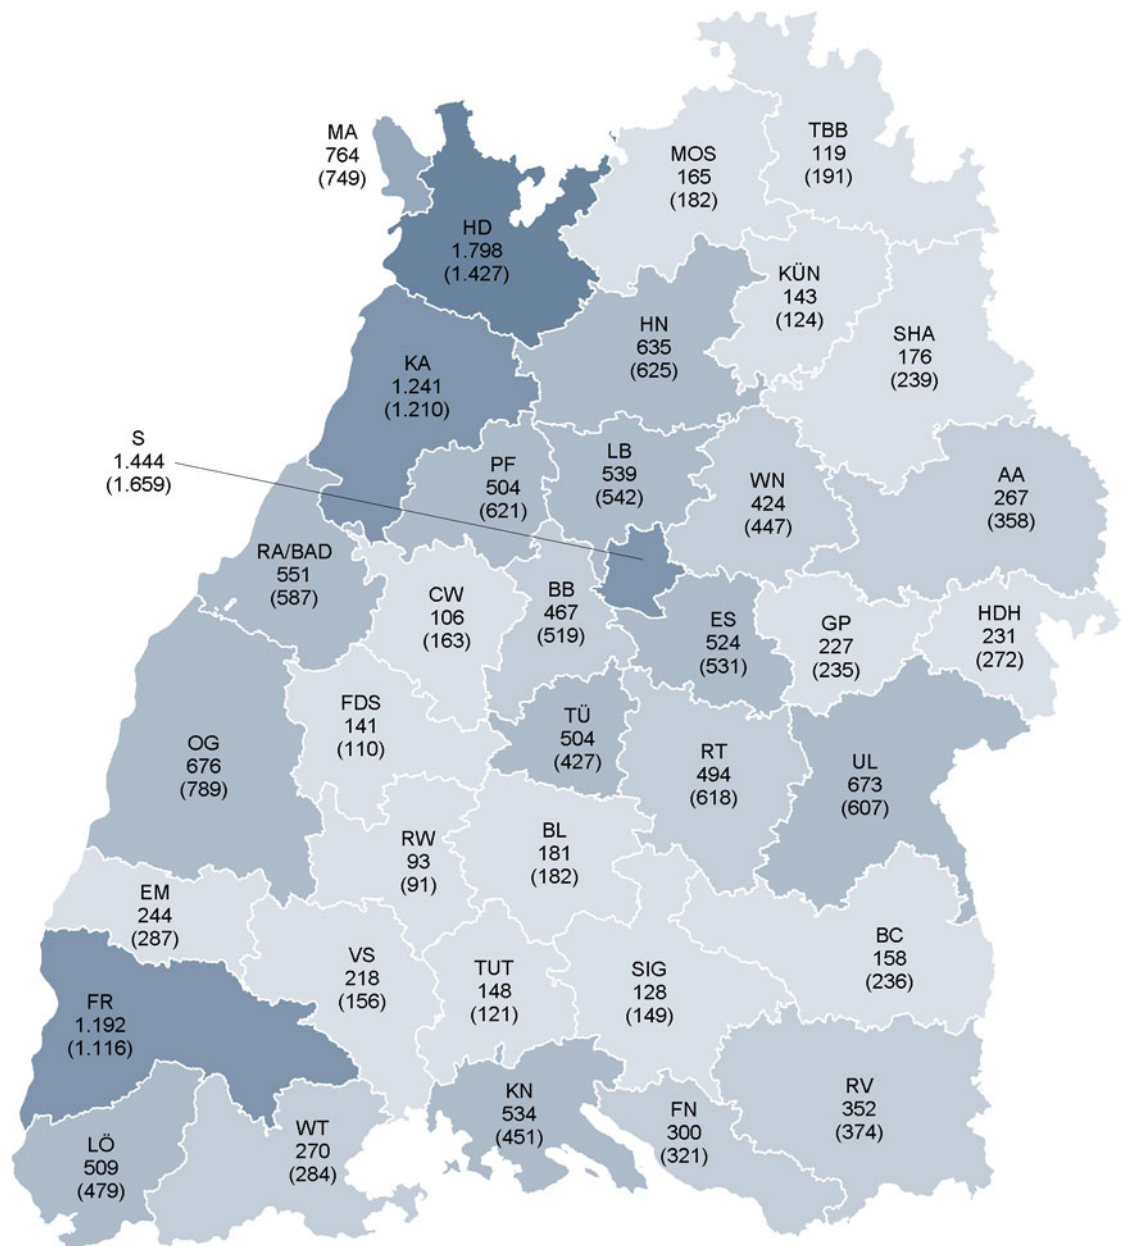 MA
764
(749)
HD
1.798
(1.427)
MOS
165
(182)
TBB
119
(191)
KÜN
143
(124)
HN
635
(625)
SHA
176
(239)
KA
1.241
(1.210)
S
1.444
(1.659)
PF
504
(621)
LB
539
(542)
WN
424
(447)
AA
267
(358)
RA/BAD
551
(587)
CW
106
(163)
BB
467
(519)
ES
524
(531)
GP
227
(235)
HDH
231
(272)
FDS
141
(110)
TÜ
504
(427)
OG
676
(789)
RT
494
(618)
UL
673
(607)
RW
93
(91)
BL
181
(182)
EM
244
(287)
VS
218
(156)
TUT
148
(121)
SIG
128
(149)
BC
158
(236)
FR
1.192
(1.116)
KN
534
(451)
RV
352
(374)
FN
300
(321)
LÖ
509
(479)
WT
270
(284)